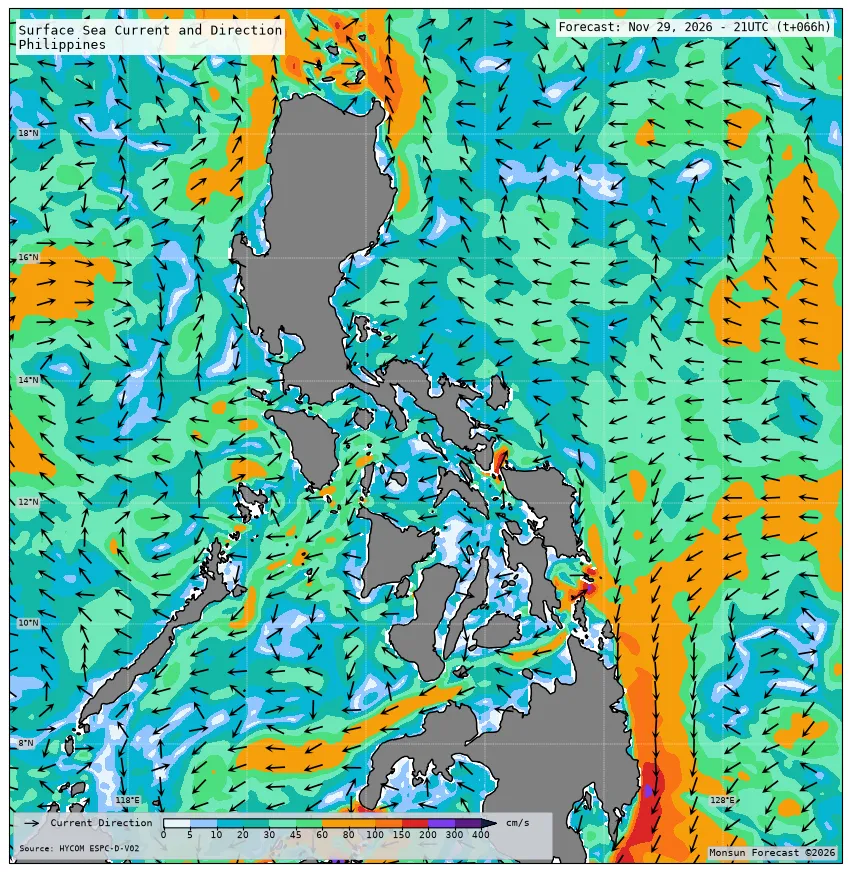 Surface Sea Current and Direction
Philippines
Forecast: Nov 29, 2026 - 21UTC (t+066h)
18°N
16°N
14°N
12°N
10°N
8°N
118°E
128°E
Current Direction
0 5 10 20 30 45 60 80 100 150 200 300 400 cm/s
Source: HYCOM ESPC-D-V02
Monsun Forecast ©2026